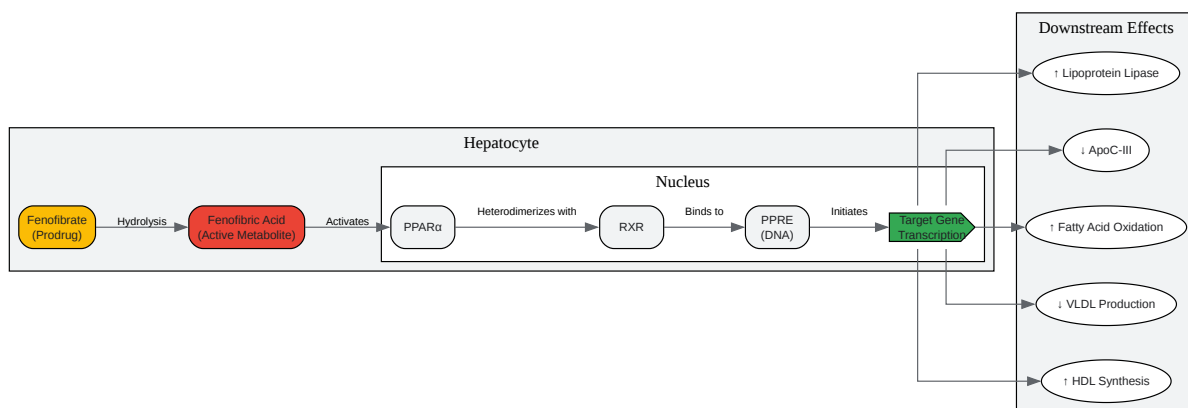 Downstream Effects
↑ Lipoprotein Lipase
Hepatocyte
↓ ApoC-III
Nucleus
Fenofibrate
(Prodrug)
Hydrolysis
Fenofibric Acid
(Active Metabolite)
Activates
PPARα
Heterodimerizes with
RXR
Binds to
PPRE
(DNA)
Initiates
Target Gene
Transcription
↑ Fatty Acid Oxidation
↓ VLDL Production
↑ HDL Synthesis